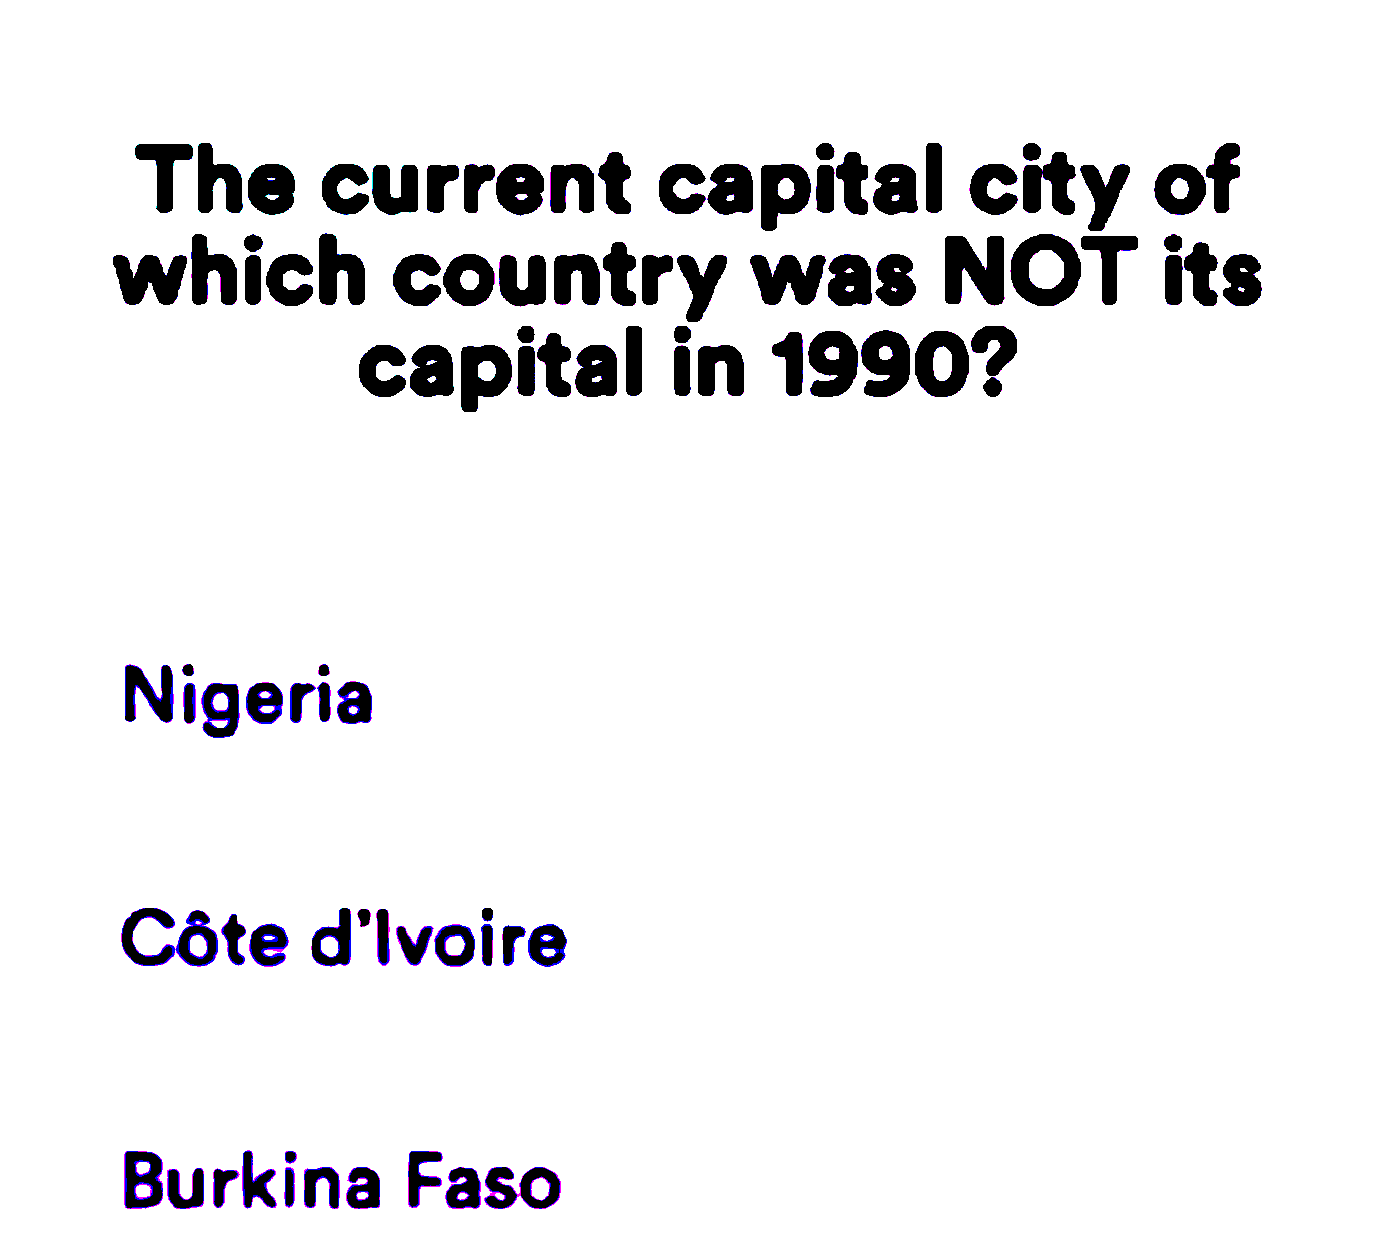 The current capital city of
which country was NOT its
capital in 1990?
Nigeria
Côte d'Ivoire
Burkina Faso